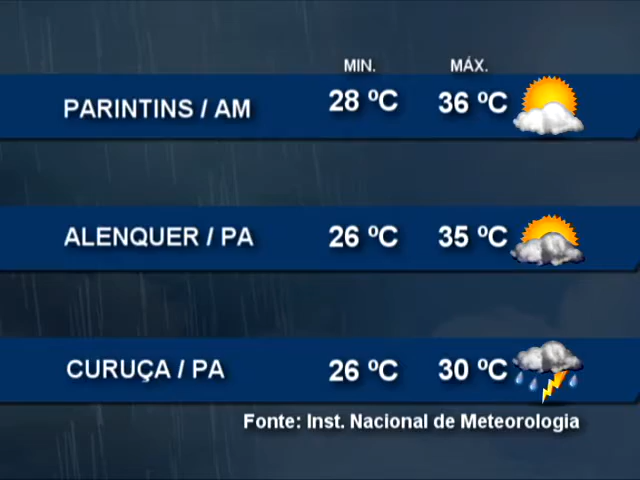 MIN. MÁX.
PARINTINS / AM 28 ºC 36 ºC
ALENQUER / PA 26 ºC 35 ºC
CURUÇA / PA 26 ºC 30 ºC
Fonte: Inst. Nacional de Meteorologia